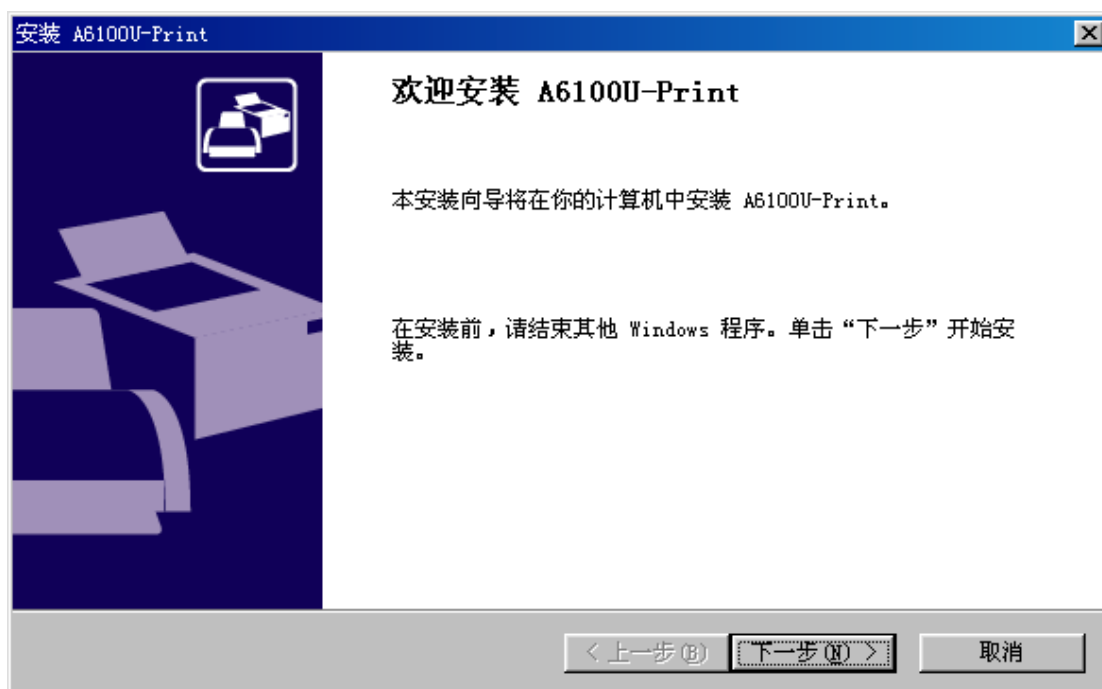 安装 A6100U-Print
欢迎安装 A6100U-Print
本安装向导将在你的计算机中安装 A6100U-Print。
在安装前，请结束其他 Windows 程序。单击“下一步”开始安
装。
< 上一步(B)
下一步(N) >
取消